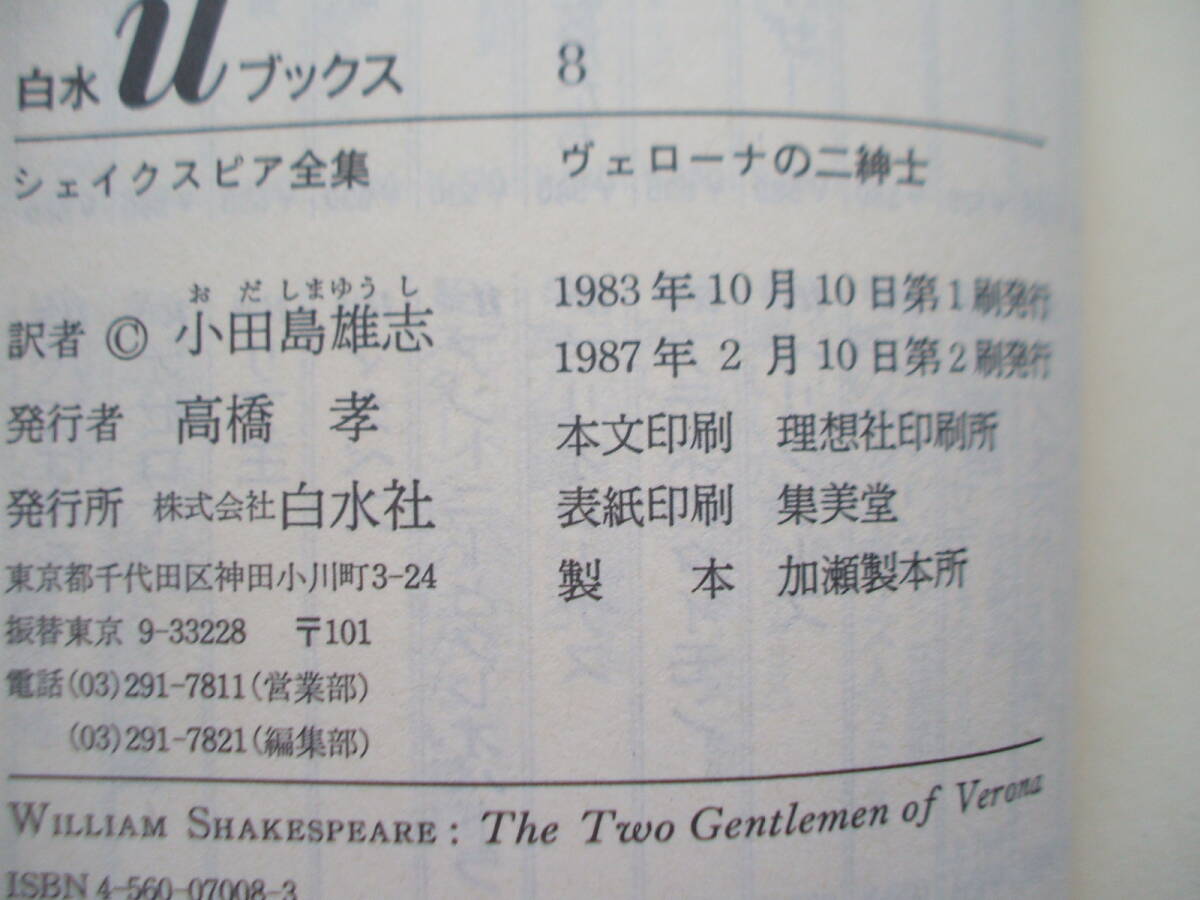 白水uブックス 8
シェイクスピア全集 ヴェローナの二紳士
おだしまゆうし
訳者 © 小田島雄志
発行者 高橋 孝
発行所 株式会社白水社
東京都千代田区神田小川町3-24
振替東京 9-33228 〒101
電話(03)291-7811(営業部)
(03)291-7821(編集部)
1983年10月10日第1刷発行
1987年2月10日第2刷発行
本文印刷 理想社印刷所
表紙印刷 集美堂
製本 加瀬製本所
WILLIAM SHAKESPEARE: The Two Gentlemen of Verona
ISBN 4-560-07008-3